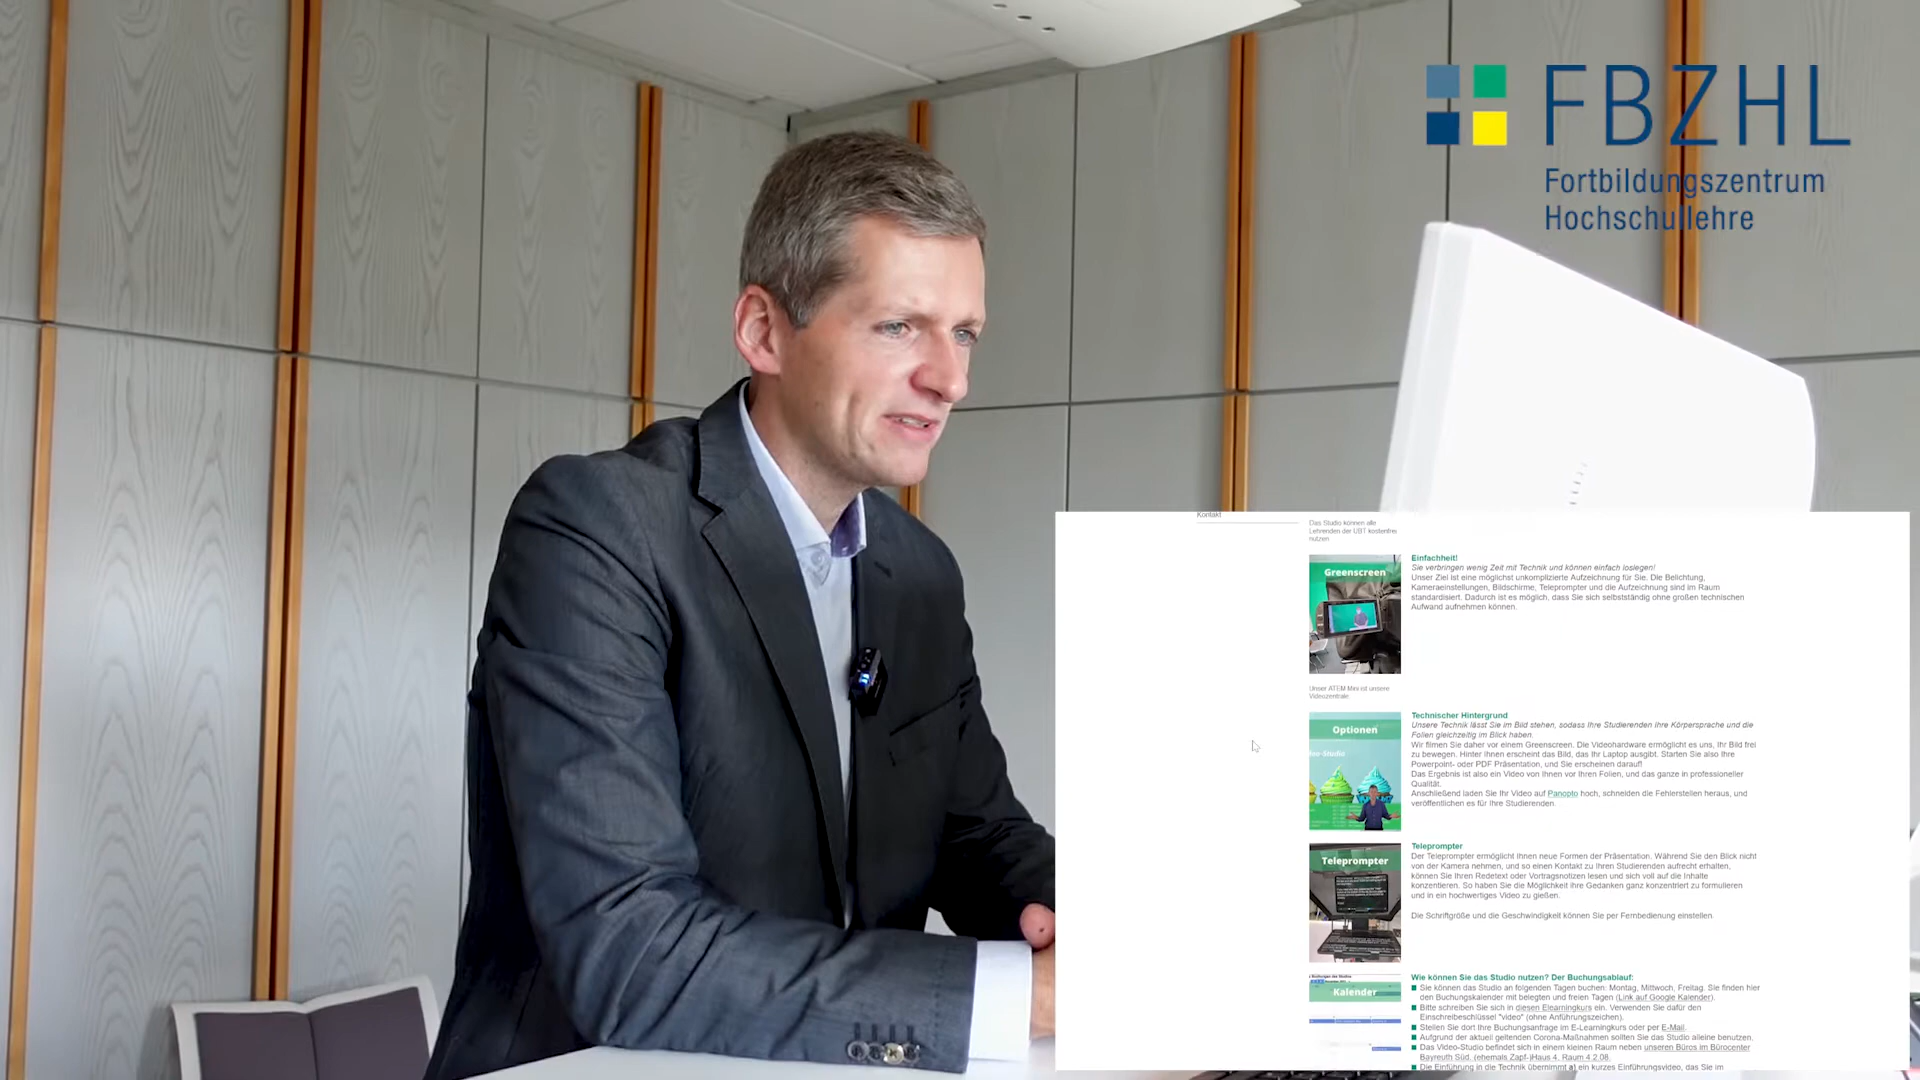 FBZHL
Fortbildungszentrum
Hochschullehre
Kontakt
Das Studio können alle
Lehrenden der UBT kostenfrei
nutzen
Greenscreen
Einfachheit!
Sie verbringen wenig Zeit mit Technik und können einfach loslegen!
Unser Ziel ist eine möglichst unkomplizierte Aufzeichnung für Sie. Die Belichtung,
Kameraeinstellungen, Bildschirme, Teleprompter und die Aufzeichnung sind im Raum
standardisiert. Dadurch ist es möglich, dass Sie sich selbstständig ohne großen technischen
Aufwand aufnehmen können.
Unser ATEM Mini ist unsere
Videozentrale
Optionen
Technischer Hintergrund
Unsere Technik lässt Sie im Bild stehen, sodass Ihre Studierenden Ihre Körpersprache und die
Folien gleichzeitig im Blick haben.
Wir filmen Sie daher vor einem Greenscreen. Die Videohardware ermöglicht es uns, Ihr Bild frei
zu bewegen. Hinter Ihnen erscheint das Bild, das Ihr Laptop ausgibt. Starten Sie also Ihre
Powerpoint- oder PDF Präsentation, und Sie erscheinen darauf!
Das Ergebnis ist also ein Video von Ihnen vor Ihren Folien, und das ganze in professioneller
Qualität.
Anschließend laden Sie Ihr Video auf Panopto hoch, schneiden die Fehlerstellen heraus, und
veröffentlichen es für Ihre Studierenden.
Teleprompter
Teleprompter
Der Teleprompter ermöglicht Ihnen neue Formen der Präsentation. Während Sie den Blick nicht
von der Kamera nehmen, und so einen Kontakt zu Ihren Studierenden aufrecht erhalten,
können Sie Ihren Redetext oder Vortragsnotizen lesen und sich voll auf die Inhalte
konzentieren. So haben Sie die Möglichkeit ihre Gedanken ganz konzentriert zu formulieren
und in ein hochwertiges Video zu gießen.
Die Schriftgröße und die Geschwindigkeit können Sie per Fernbedienung einstellen
Kalender
Wie können Sie das Studio nutzen? Der Buchungsablauf:
Sie können das Studio an folgenden Tagen buchen: Montag, Mittwoch, Freitag. Sie finden hier
den Buchungskalender mit belegten und freien Tagen (Link auf Google Kalender).
Bitte schreiben Sie sich in diesen Elearningkurs ein. Verwenden Sie dafür den
Einschreibeschlüssel "video" (ohne Anführungszeichen).
Stellen Sie dort Ihre Buchungsanfrage im E-Learningkurs oder per E-Mail.
Aufgrund der aktuell geltenden Corona-Maßnahmen sollten Sie das Studio alleine benutzen.
Das Video-Studio befindet sich in einem kleinen Raum neben unseren Büros im Bürocenter
Bayreuth Süd, (ehemals Zapf-)Haus 4, Raum 4.2.08.
Die Einführung in die Technik übernimmt a) ein kurzes Einführungsvideo, das Sie im